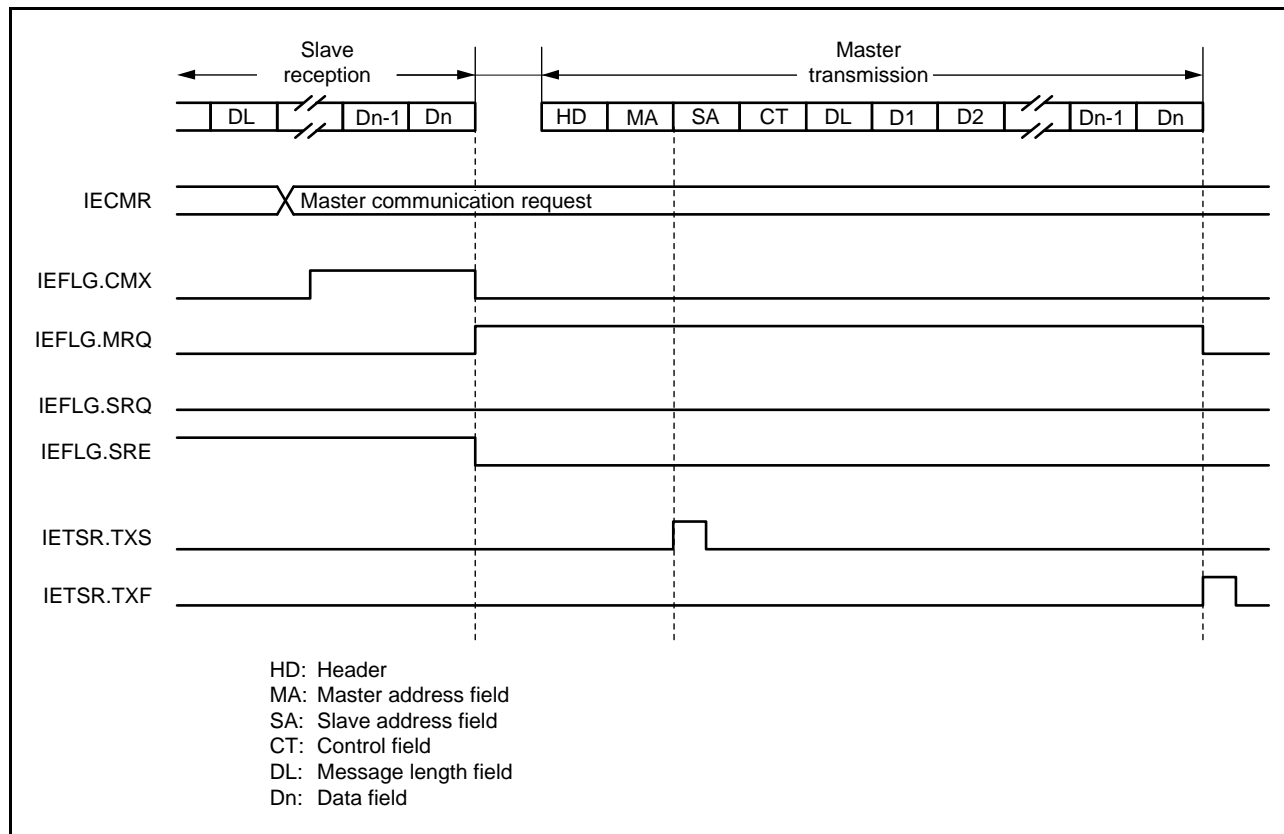 Slave
reception
Master
transmission
DL Dn-1 Dn HD MA SA CT DL D1 D2 Dn-1 Dn
IECMR Master communication request
IEFLG.CMX
IEFLG.MRQ
IEFLG.SRQ
IEFLG.SRE
IETSR.TXS
IETSR.TXF
HD: Header
MA: Master address field
SA: Slave address field
CT: Control field
DL: Message length field
Dn: Data field